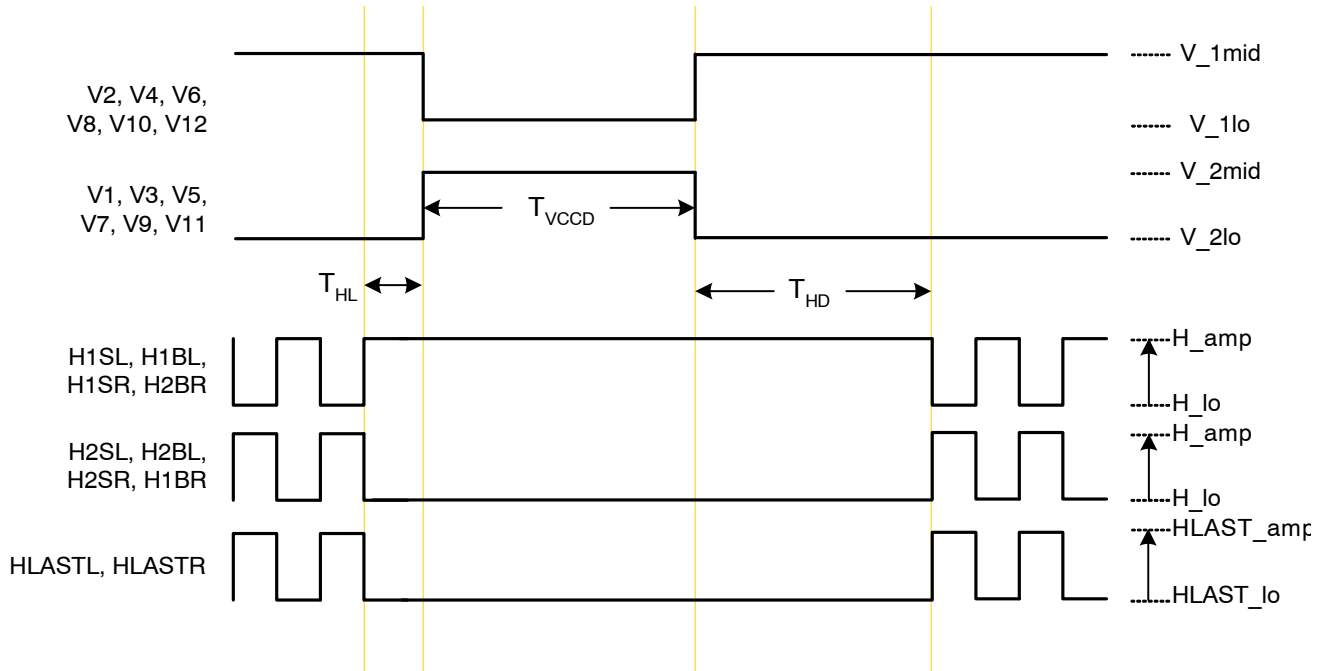 V2, V4, V6,
V8, V10, V12
V_1mid
V_1lo
V1, V3, V5,
V7, V9, V11
V_2mid
V_2lo
TVCCD
THL
THD
H1SL, H1BL,
H1SR, H2BR
H_amp
H_lo
H2SL, H2BL,
H2SR, H1BR
H_amp
H_lo
HLASTL, HLASTR
HLAST_amp
HLAST_lo